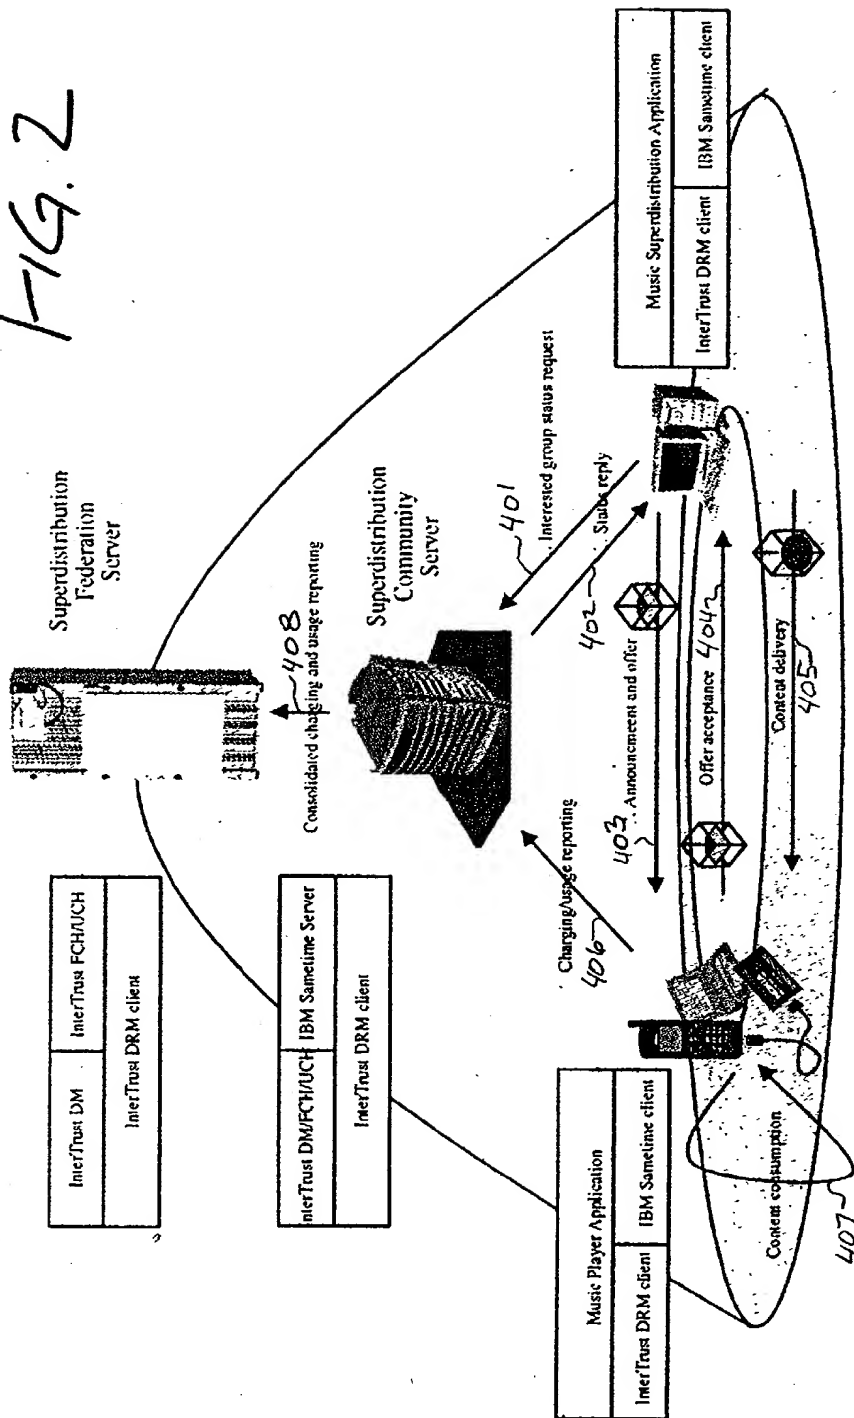 FIG. 2
Superdistribution
Federation
Server
InterTrust DM
InterTrust FCH/UCH
InterTrust DRM client
Consolidated charging and usage reporting
408
Superdistribution
Community
Server
nterTrust DM/FCH/UCH
IBM Sametime Server
InterTrust DRM client
401
Interested group status request
402
Status reply
Charging/usage reporting
406
403
Announcement and offer
Offer acceptance
404
Content delivery
405
Music Player Application
InterTrust DRM client
IBM Sametime client
Music Superdistribution Application
InterTrust DRM client
IBM Sametime client
Content consumption
407